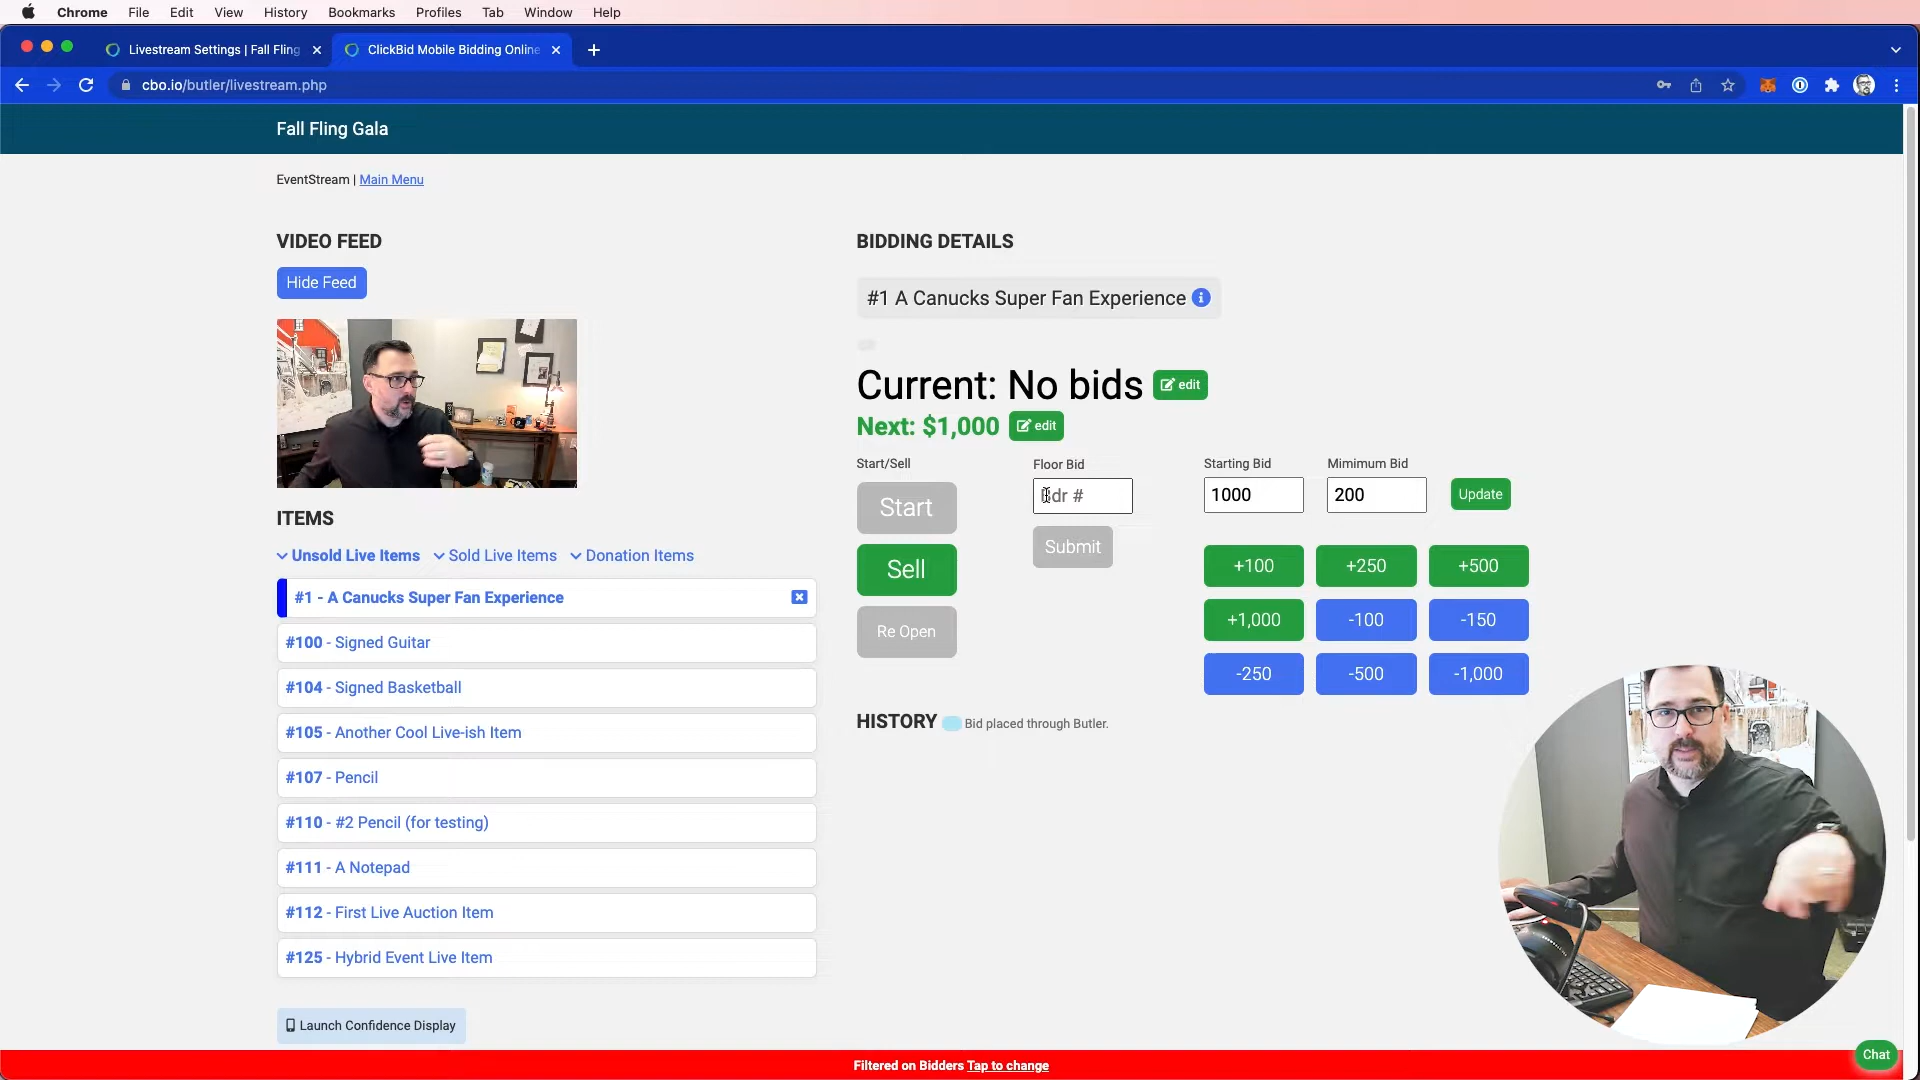 Chrome File Edit View History Bookmarks Profiles Tab Window Help
Livestream Settings | Fall Fling
ClickBid Mobile Bidding Online
cbo.io/butler/livestream.php
Fall Fling Gala
EventStream | Main Menu
VIDEO FEED
Hide Feed
ITEMS
Unsold Live Items Sold Live Items Donation Items
#1 - A Canucks Super Fan Experience
#100 - Signed Guitar
#104 - Signed Basketball
#105 - Another Cool Live-ish Item
#107 - Pencil
#110 - #2 Pencil (for testing)
#111 - A Notepad
#112 - First Live Auction Item
#125 - Hybrid Event Live Item
Launch Confidence Display
BIDDING DETAILS
#1 A Canucks Super Fan Experience
Current: No bids edit
Next: $1,000 edit
Start/Sell
Start
Sell
Re Open
Floor Bid
Bdr #
Submit
Starting Bid Mimimum Bid
1000 200 Update
+100 +250 +500
+1,000 -100 -150
-250 -500 -1,000
HISTORY Bid placed through Butler.
Filtered on Bidders Tap to change
Chat